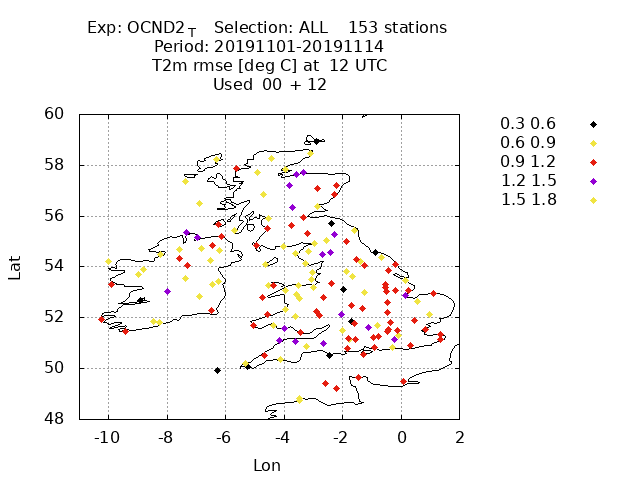 Exp: OCND2_T Selection: ALL 153 stations
Period: 20191101-20191114
T2m rmse [deg C] at 12 UTC
Used 00 + 12
60
58
56
54
52
50
48
Lat
-10 -8 -6 -4 -2 0 2
Lon
0.3 0.6
0.6 0.9
0.9 1.2
1.2 1.5
1.5 1.8